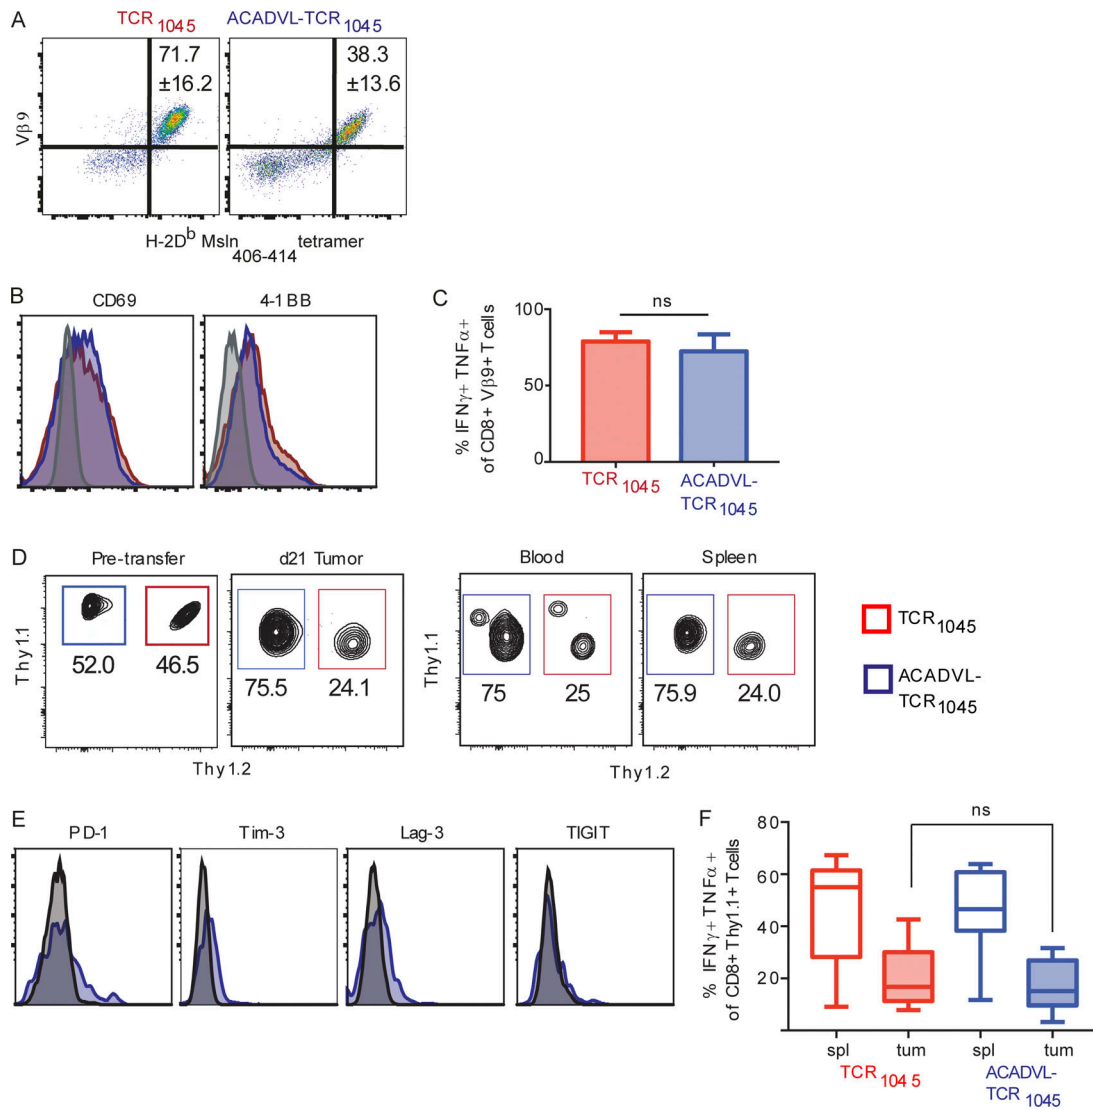 A
TCR1045
ACADVL-TCR1045
71.7
±16.2
38.3
±13.6
Vβ9
H-2Db Msln406-414 tetramer
B
CD69
4-1BB
C
ns
% IFNγ+ TNFα+
of CD8+ Vβ9+ Tcells
100
50
0
TCR1045
ACADVL-
TCR1045
D
Pre-transfer
d21 Tumor
Blood
Spleen
Thy1.1
52.0
46.5
75.5
24.1
Thy1.2
Thy1.1
75
25
75.9
24.0
Thy1.2
TCR1045
ACADVL-
TCR1045
E
PD-1
Tim-3
Lag-3
TIGIT
F
ns
% IFNγ+ TNFα+
of CD8+ Thy1.1+ Tcells
80
60
40
20
spl
tum
spl
tum
TCR1045
ACADVL-
TCR1045